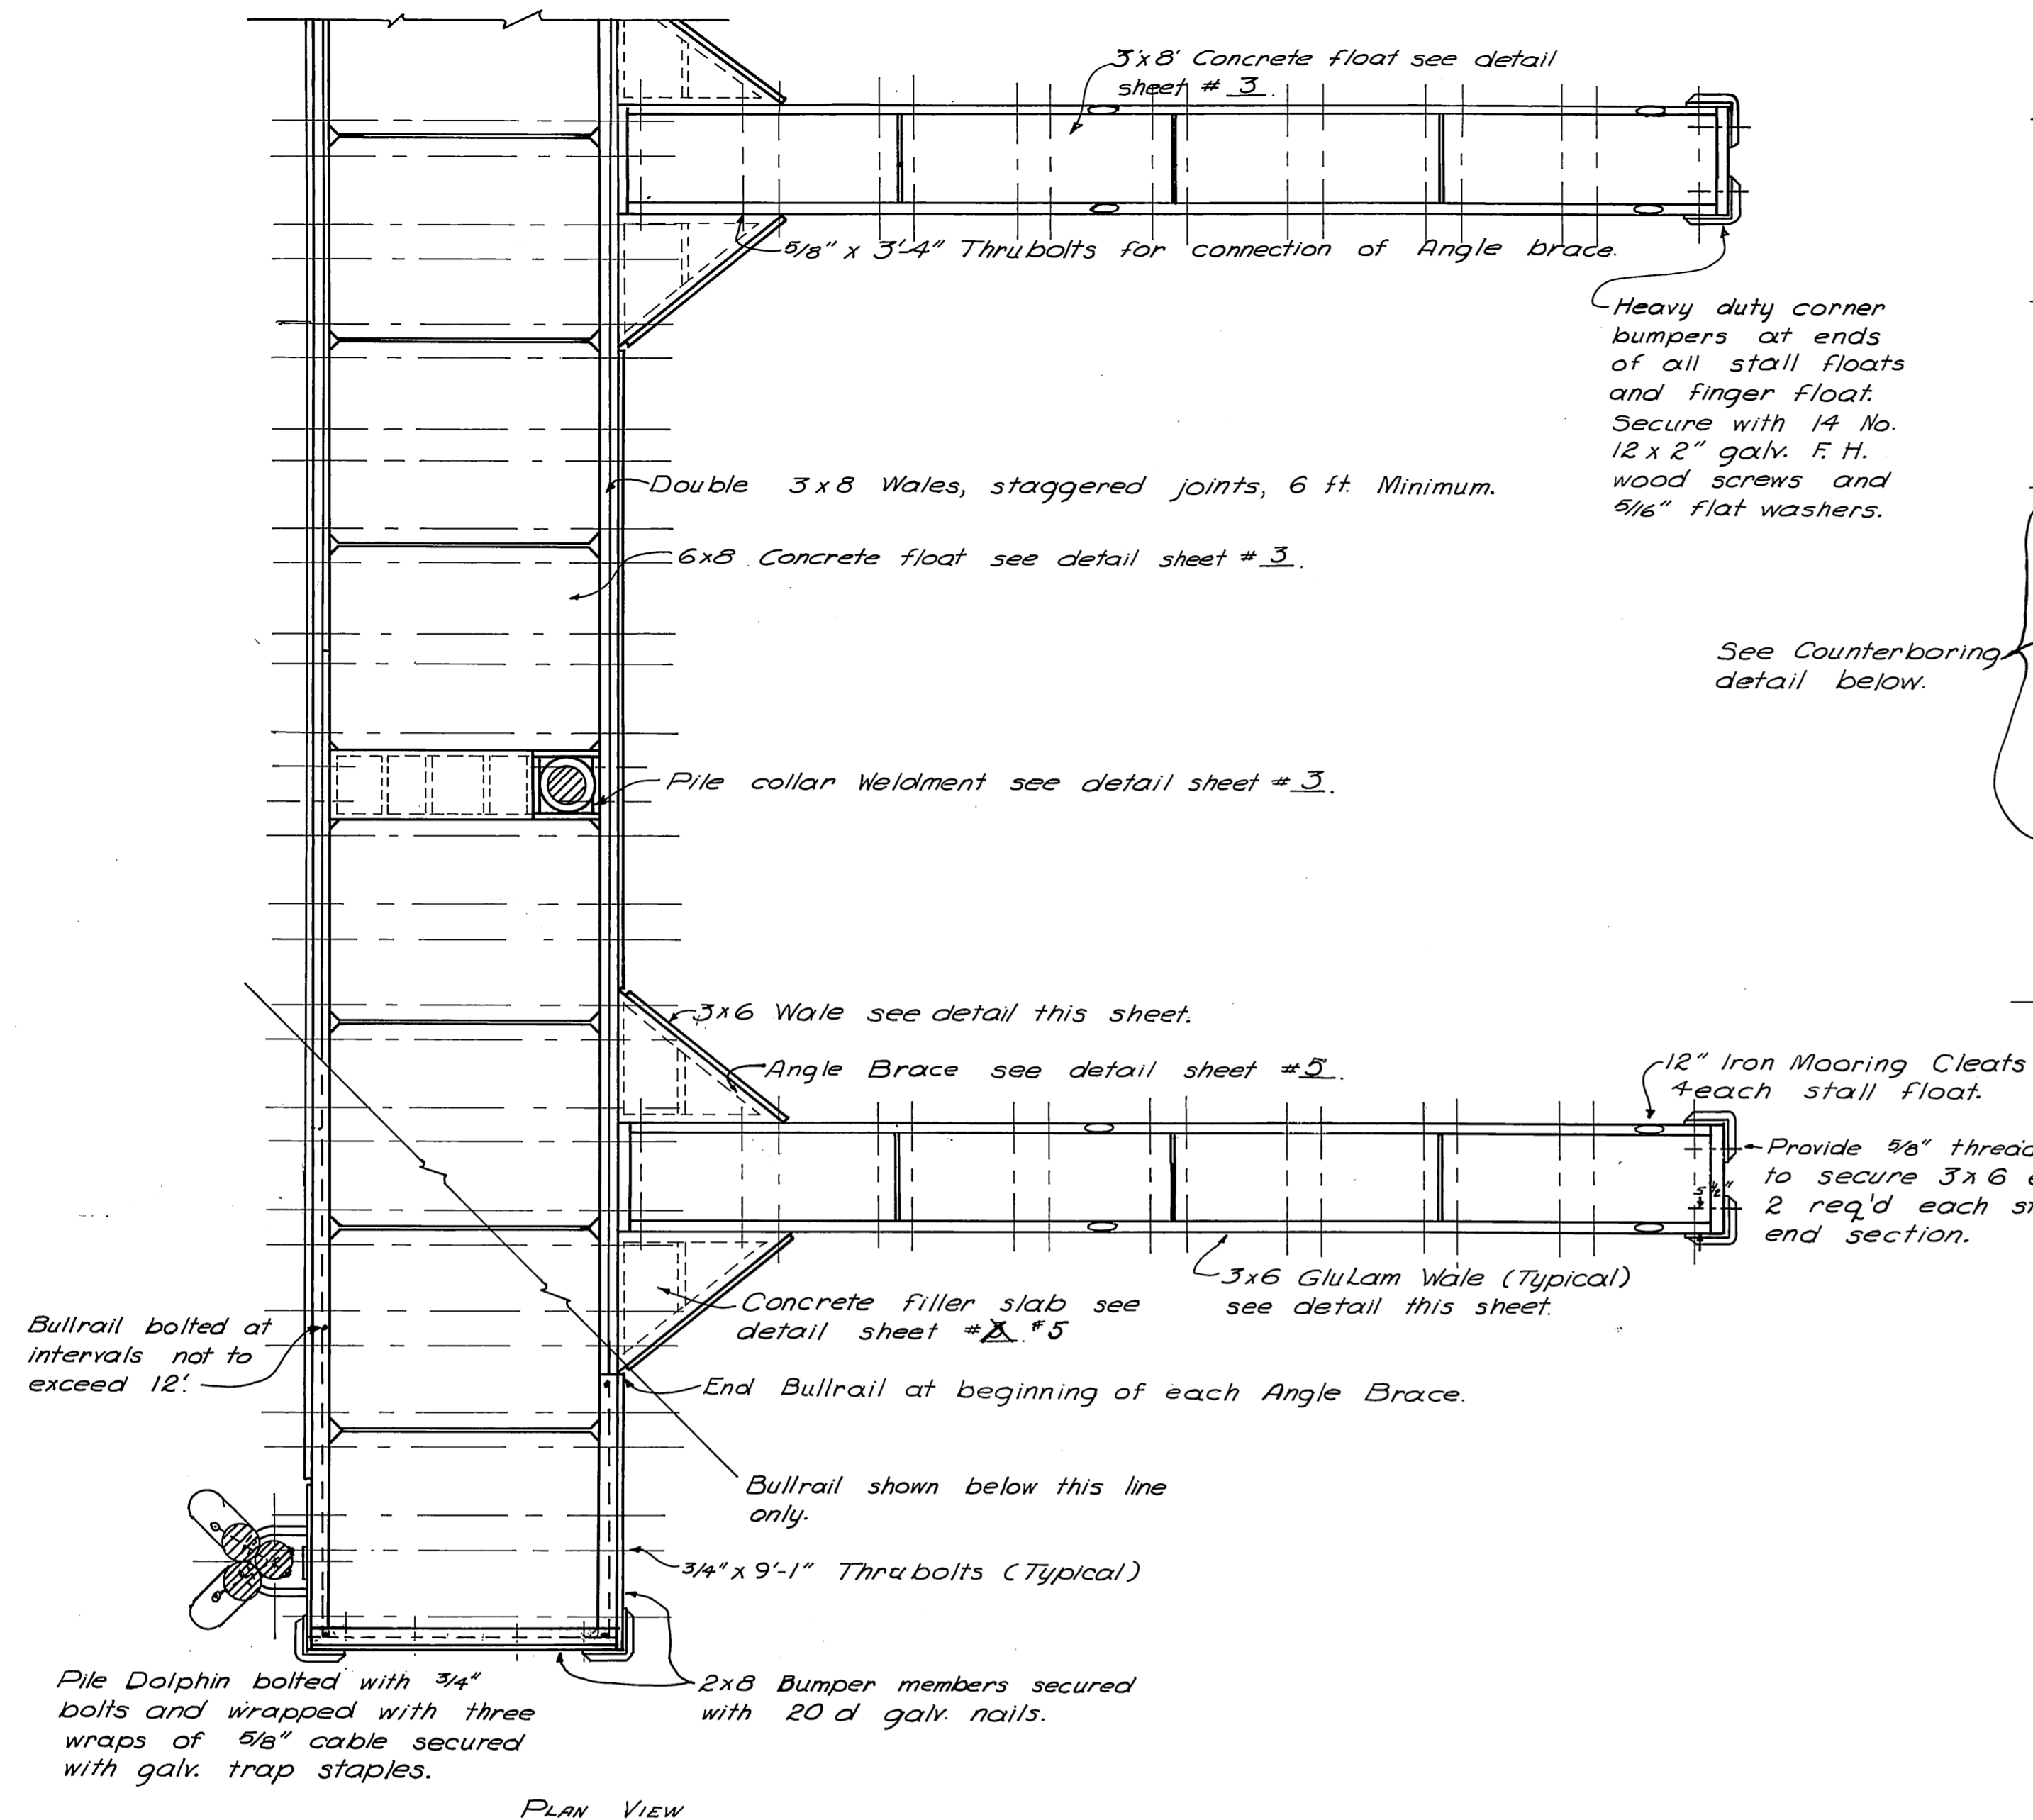 3'x8' Concrete float see detail
sheet # 3.
5/8" x 3'-4" Thrubolts for connection of Angle brace.
Heavy duty corner
bumpers at ends
of all stall floats
and finger float.
Secure with 14 No.
12 x 2" galv. F. H.
wood screws and
5/16" flat washers.
Double 3x8 Wales, staggered joints, 6 ft. Minimum.
6x8 Concrete float see detail sheet # 3.
See Counterboring
detail below.
Pile collar Weldment see detail sheet # 3.
3x6 Wale see detail this sheet.
Angle Brace see detail sheet #5.
12" Iron Mooring Cleats
4 each stall float.
Provide 5/8" thread
to secure 3x6 e
2 req'd each st
end section.
5 1/2"
3x6 GluLam Wale (Typical)
see detail this sheet.
Concrete filler slab see
detail sheet #3. #5
Bullrail bolted at
intervals not to
exceed 12'.
End Bullrail at beginning of each Angle Brace.
Bullrail shown below this line
only.
3/4" x 9'-1" Thrubolts (Typical)
Pile Dolphin bolted with 3/4"
bolts and wrapped with three
wraps of 5/8" cable secured
with galv. trap staples.
2x8 Bumper members secured
with 20 d galv. nails.
PLAN VIEW